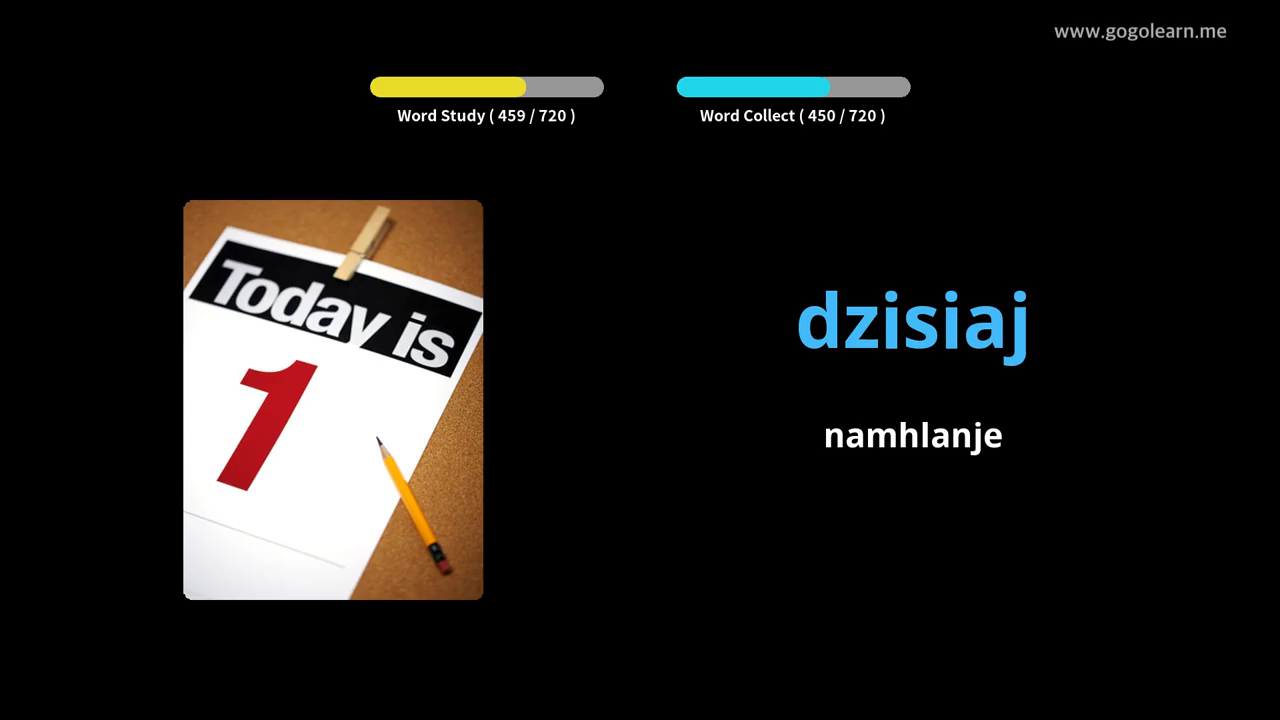 www.gogolearn.me
Word Study ( 459 / 720 )
Word Collect ( 450 / 720 )
Today is
1
dzisiaj
namhlanje